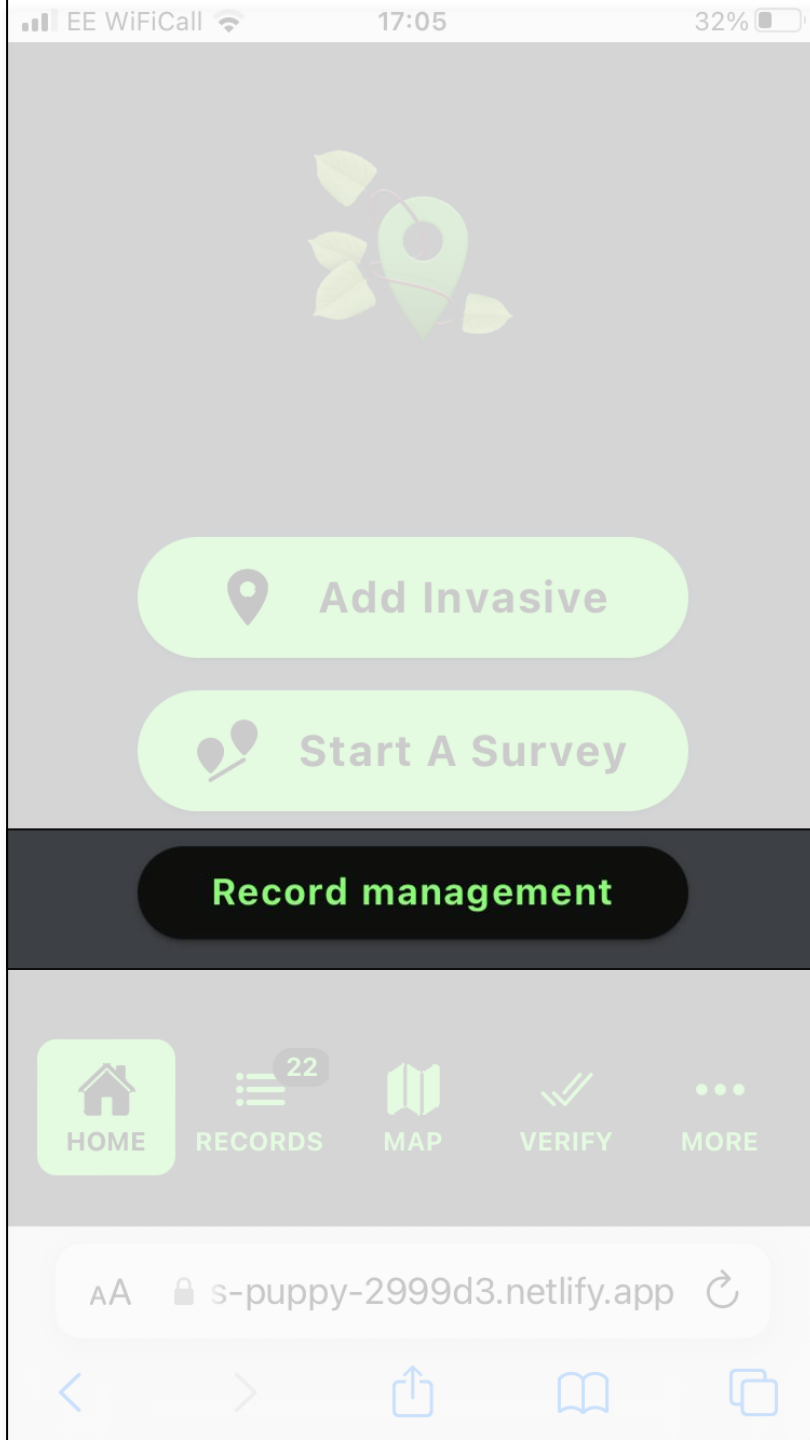 EE WiFiCall 17:05 32%
Add Invasive
Start A Survey
Record management
22
HOME RECORDS MAP VERIFY MORE
AA s-puppy-2999d3.netlify.app